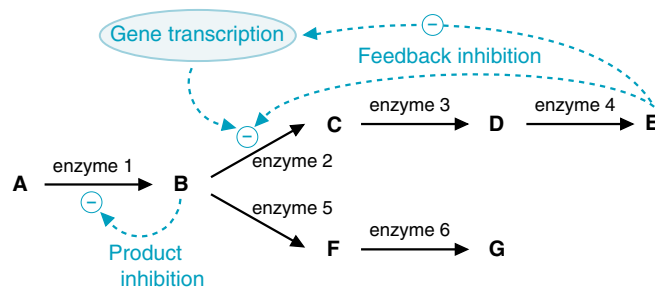 Gene transcription
−
Feedback inhibition
−
enzyme 3
enzyme 4
C
D
E
enzyme 1
enzyme 2
A
B
−
enzyme 5
enzyme 6
Product
inhibition
F
G